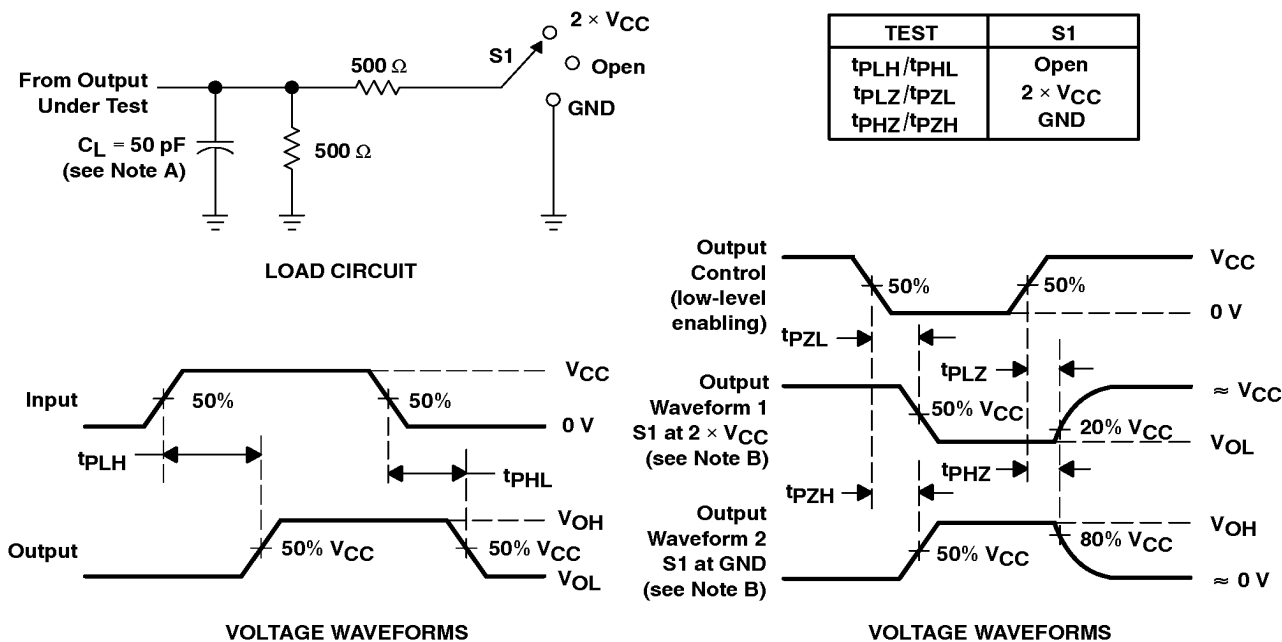 2 × VCC
S1
500 Ω
Open
From Output
Under Test
GND
CL = 50 pF
(see Note A)
500 Ω
LOAD CIRCUIT
TEST S1
tPLH/tPHL Open
tPLZ/tPZL 2 × VCC
tPHZ/tPZH GND
Input
50%
50%
VCC
0 V
tPLH
tPHL
Output
50% VCC
50% VCC
VOH
VOL
VOLTAGE WAVEFORMS
Output
Control
(low-level
enabling)
50%
50%
VCC
0 V
tPZL
tPLZ
Output
Waveform 1
S1 at 2 × VCC
(see Note B)
50% VCC
20% VCC
≈ VCC
VOL
tPZH
tPHZ
Output
Waveform 2
S1 at GND
(see Note B)
50% VCC
80% VCC
VOH
≈ 0 V
VOLTAGE WAVEFORMS